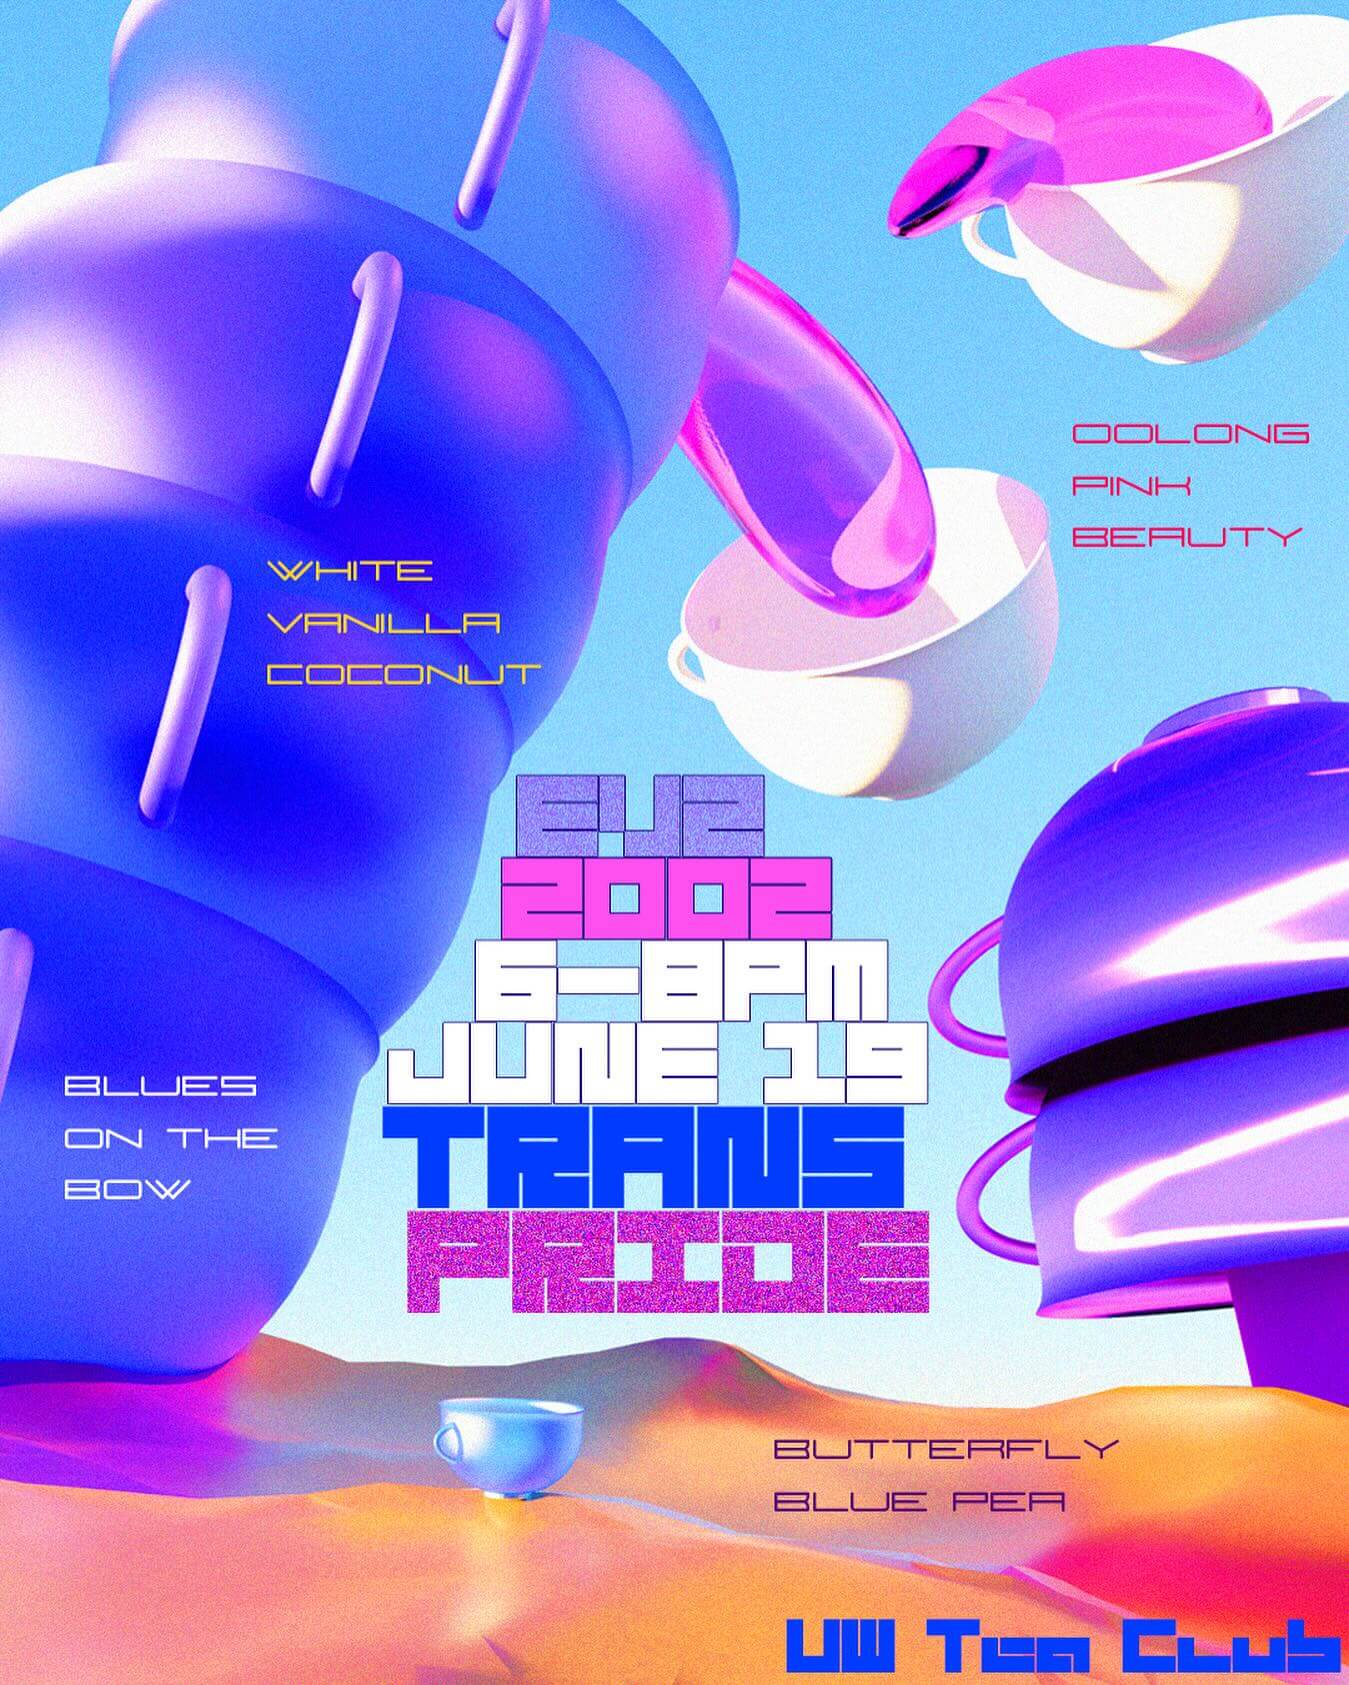 OOLONG
PINK
BEAUTY
WHITE
VANILLA
COCONUT
EV2
2002
6-8PM
JUNE 19
TRANS
PRIDE
BLUES
ON THE
BOW
BUTTERFLY
BLUE PEA
UW Tea Club